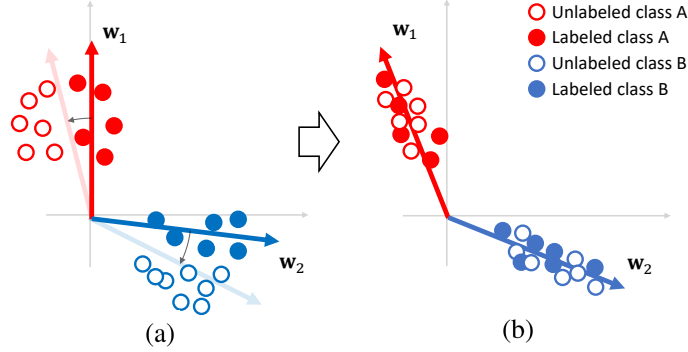 w1
w2
(a)
w1
w2
(b)
Unlabeled class A
Labeled class A
Unlabeled class B
Labeled class B